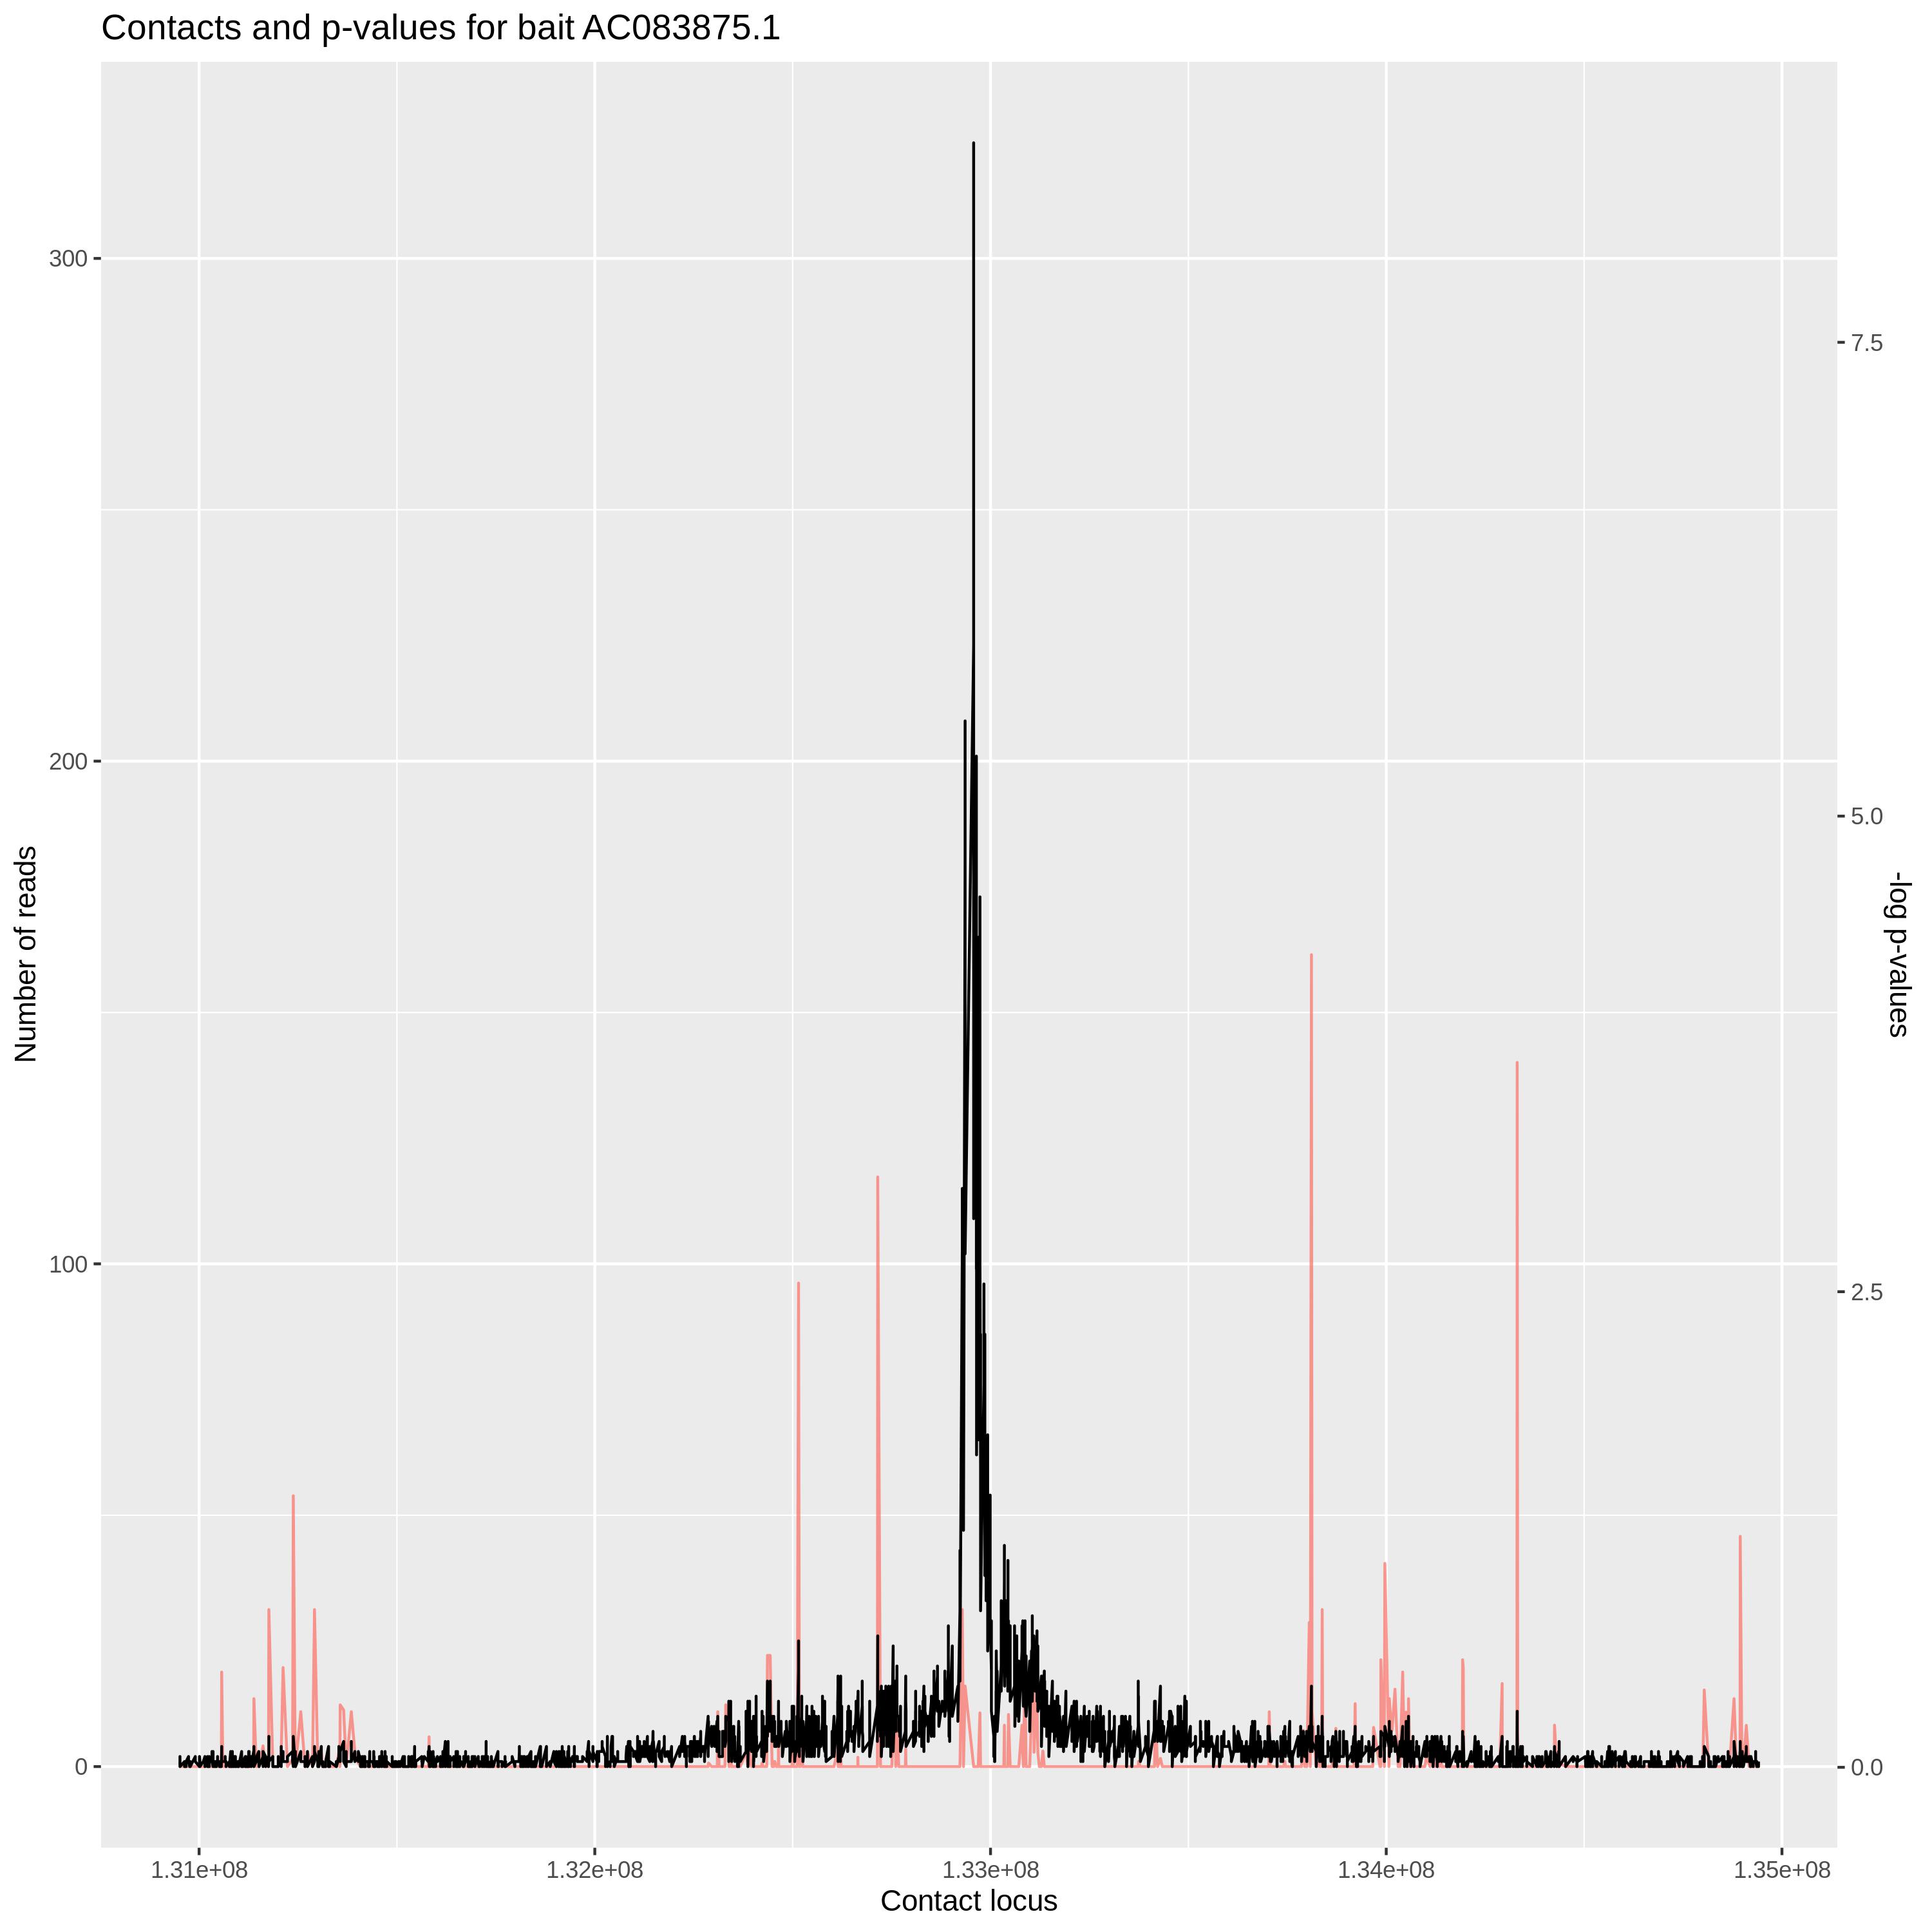 Contacts and p-values for bait AC083875.1
300
200
100
0
Number of reads
7.5
5.0
2.5
0.0
-log p-values
1.31e+08
1.32e+08
1.33e+08
1.34e+08
1.35e+08
Contact locus